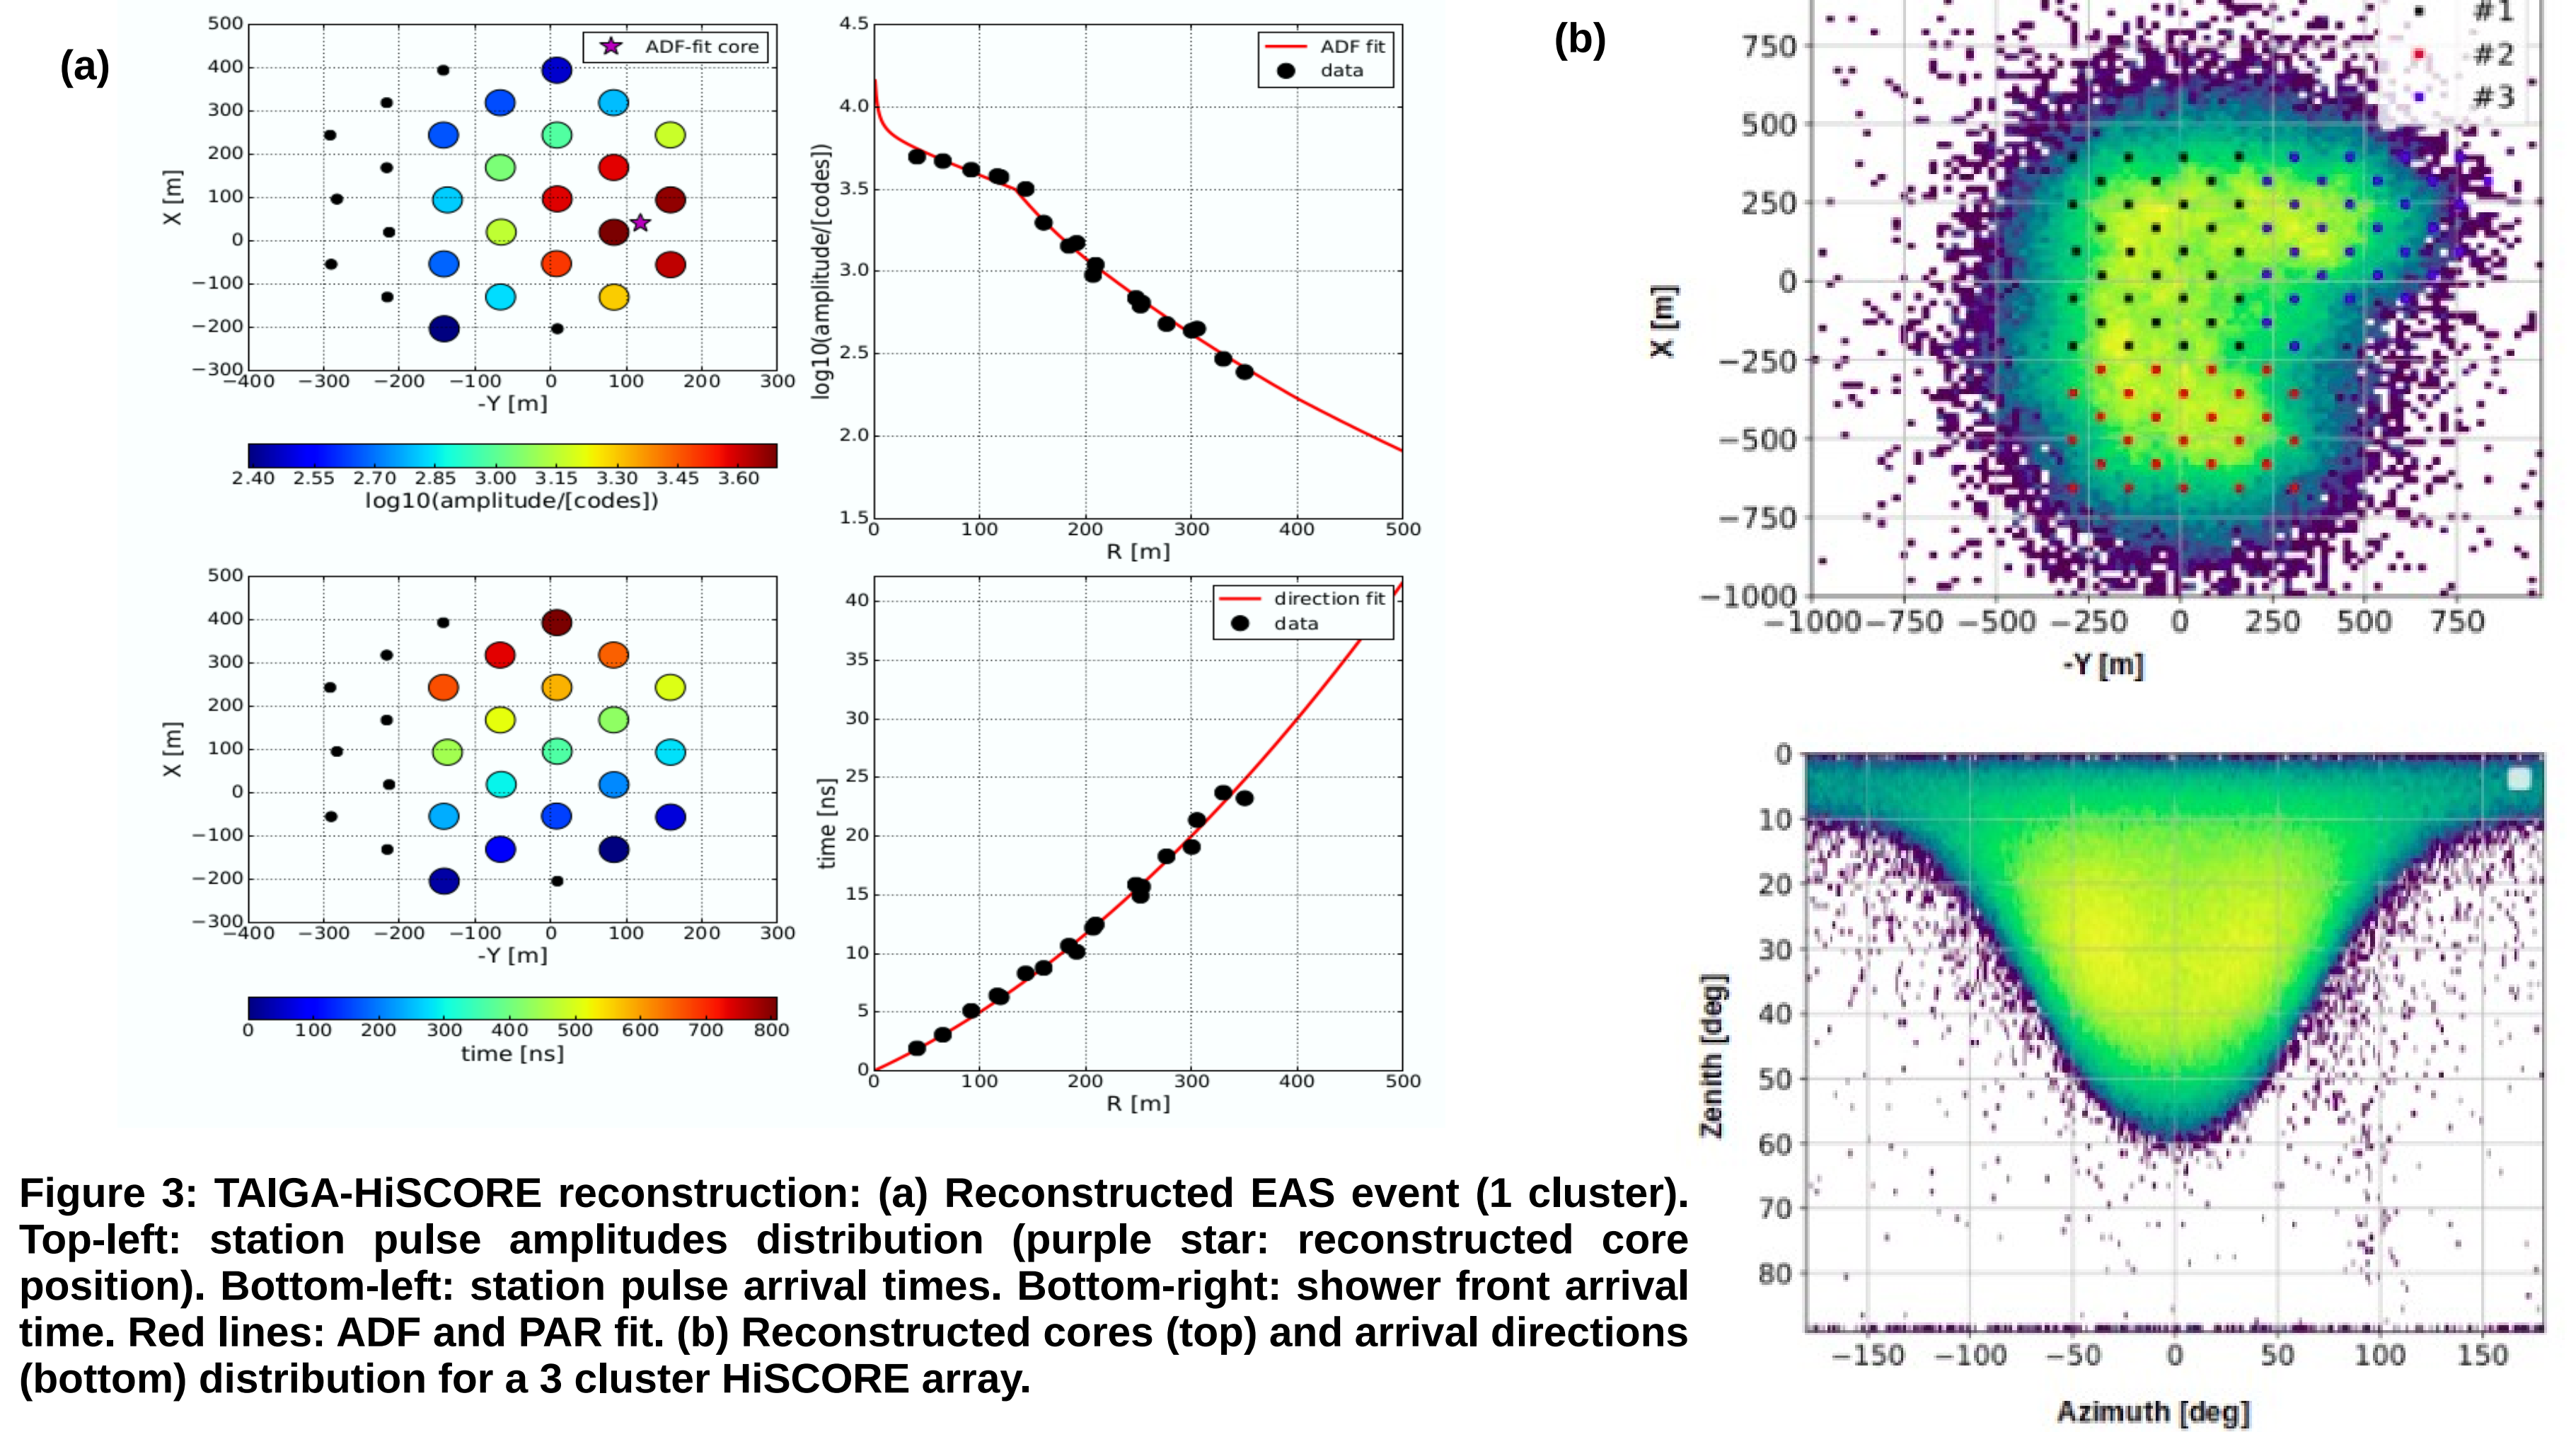 (a)
500
400
300
200
100
0
−100
−200
−300
−400 −300 −200 −100 0 100 200 300
X [m]
-Y [m]
ADF-fit core
2.40 2.55 2.70 2.85 3.00 3.15 3.30 3.45 3.60
log10(amplitude/[codes])
4.5
4.0
3.5
3.0
2.5
2.0
1.5
0 100 200 300 400 500
log10(amplitude/[codes])
R [m]
ADF fit
data
500
400
300
200
100
0
−100
−200
−300
−400 −300 −200 −100 0 100 200 300
X [m]
-Y [m]
0 100 200 300 400 500 600 700 800
time [ns]
40
35
30
25
20
15
10
5
0
0 100 200 300 400 500
time [ns]
R [m]
direction fit
data
(b)
#1
#2
#3
750
500
250
0
−250
−500
−750
−1000
−1000 −750 −500 −250 0 250 500 750
X [m]
-Y [m]
0
10
20
30
40
50
60
70
80
−150 −100 −50 0 50 100 150
Zenith [deg]
Azimuth [deg]
Figure 3: TAIGA-HiSCORE reconstruction: (a) Reconstructed EAS event (1 cluster).
Top-left: station pulse amplitudes distribution (purple star: reconstructed core
position). Bottom-left: station pulse arrival times. Bottom-right: shower front arrival
time. Red lines: ADF and PAR fit. (b) Reconstructed cores (top) and arrival directions
(bottom) distribution for a 3 cluster HiSCORE array.